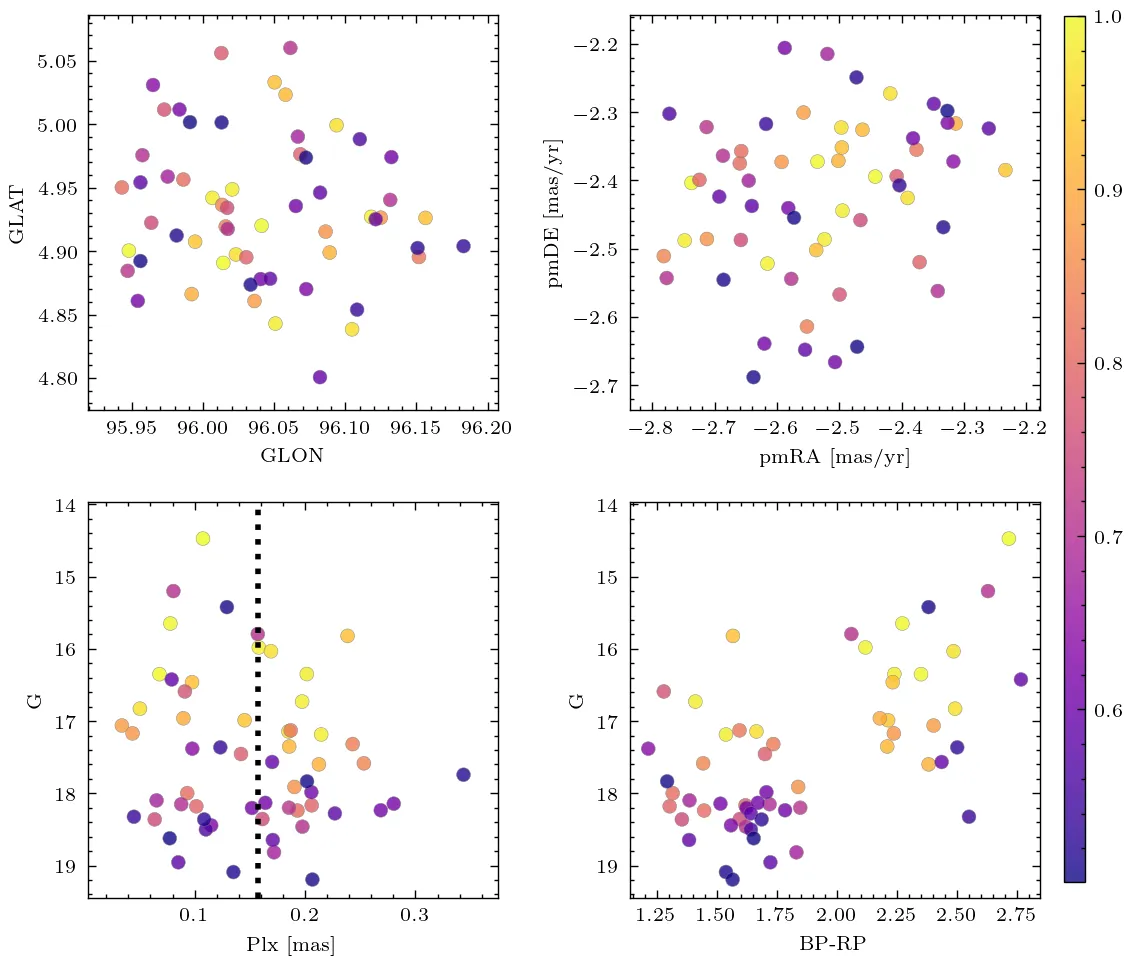 5.05
5.00
4.95
4.90
4.85
4.80
GLAT
95.95 96.00 96.05 96.10 96.15 96.20
GLON
−2.2
−2.3
−2.4
−2.5
−2.6
−2.7
pmDE [mas/yr]
−2.8 −2.7 −2.6 −2.5 −2.4 −2.3 −2.2
pmRA [mas/yr]
14
15
16
17
18
19
G
0.1 0.2 0.3
Plx [mas]
14
15
16
17
18
19
G
1.25 1.50 1.75 2.00 2.25 2.50 2.75
BP-RP
1.0
0.9
0.8
0.7
0.6